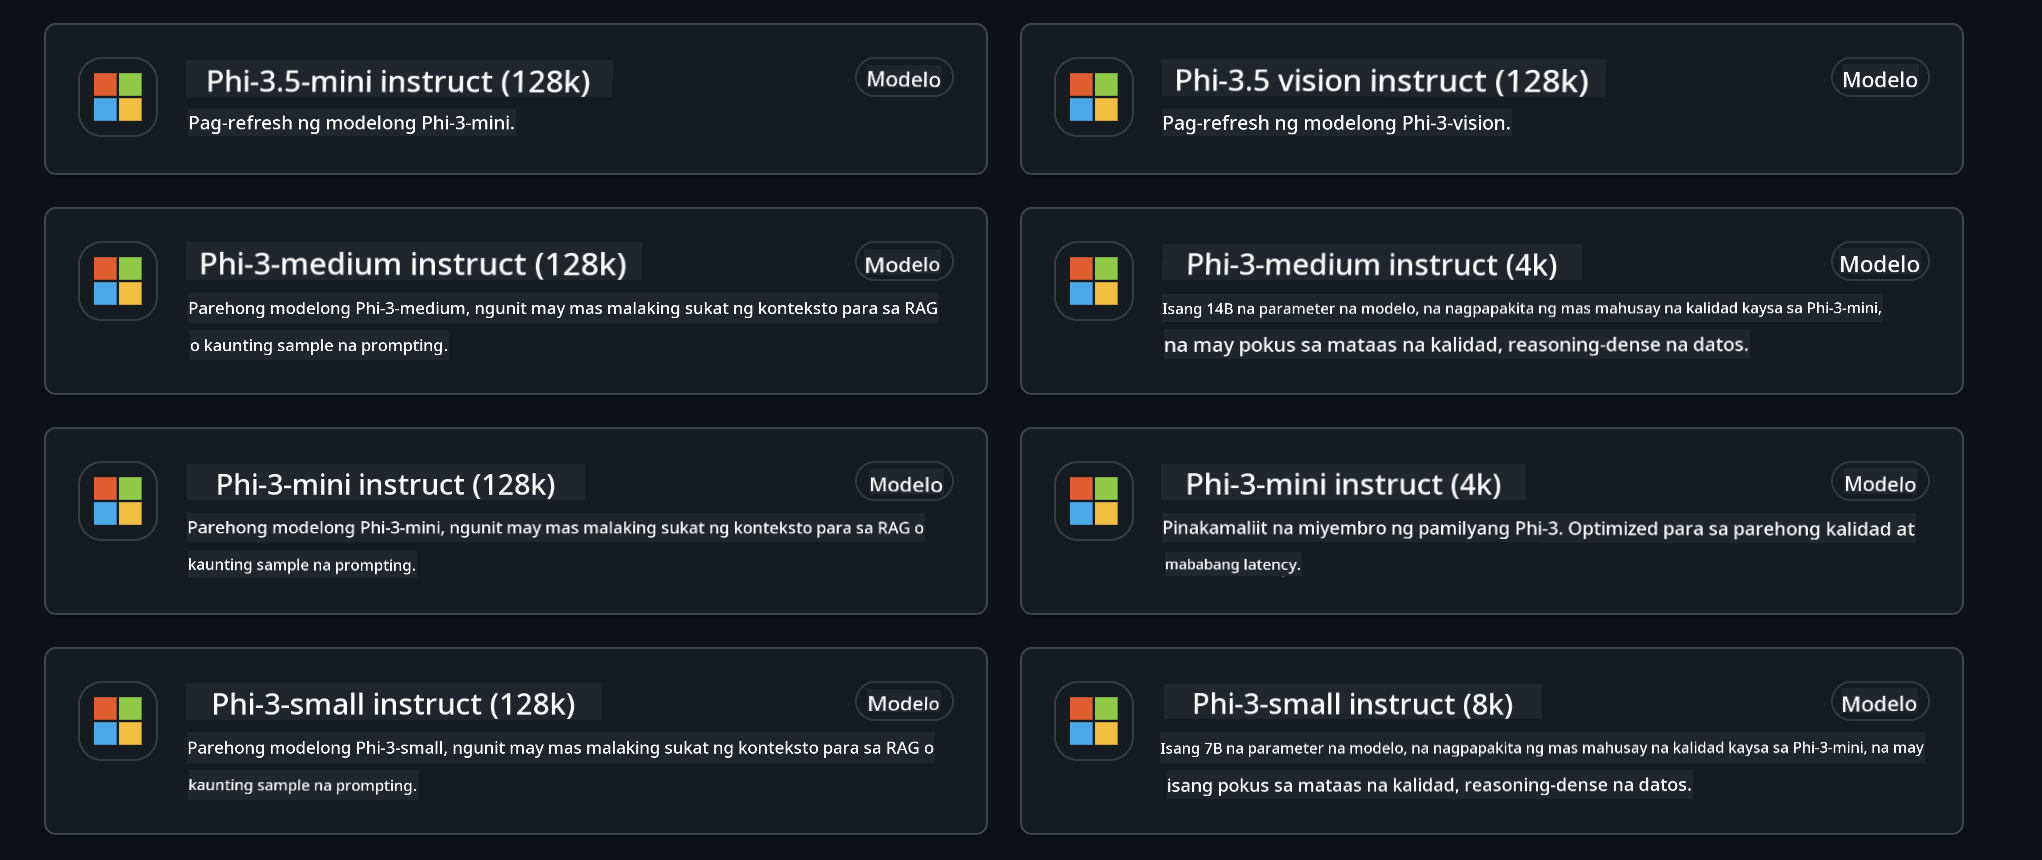 Phi-3.5-mini instruct (128k)
Modelo
Pag-refresh ng modelong Phi-3-mini.
Phi-3.5 vision instruct (128k)
Modelo
Pag-refresh ng modelong Phi-3-vision.
Phi-3-medium instruct (128k)
Modelo
Parehong modelong Phi-3-medium, ngunit may mas malaking sukat ng konteksto para sa RAG
o kaunting sample na prompting.
Phi-3-medium instruct (4k)
Modelo
Isang 14B na parameter na modelo, na nagpapakita ng mas mahusay na kalidad kaysa sa Phi-3-mini,
na may pokus sa mataas na kalidad, reasoning-dense na datos.
Phi-3-mini instruct (128k)
Modelo
Parehong modelong Phi-3-mini, ngunit may mas malaking sukat ng konteksto para sa RAG o
kaunting sample na prompting.
Phi-3-mini instruct (4k)
Modelo
Pinakamaliit na miyembro ng pamilyang Phi-3. Optimized para sa parehong kalidad at
mababang latency.
Phi-3-small instruct (128k)
Modelo
Parehong modelong Phi-3-small, ngunit may mas malaking sukat ng konteksto para sa RAG o
kaunting sample na prompting.
Phi-3-small instruct (8k)
Modelo
Isang 7B na parameter na modelo, na nagpapakita ng mas mahusay na kalidad kaysa sa Phi-3-mini, na may
isang pokus sa mataas na kalidad, reasoning-dense na datos.